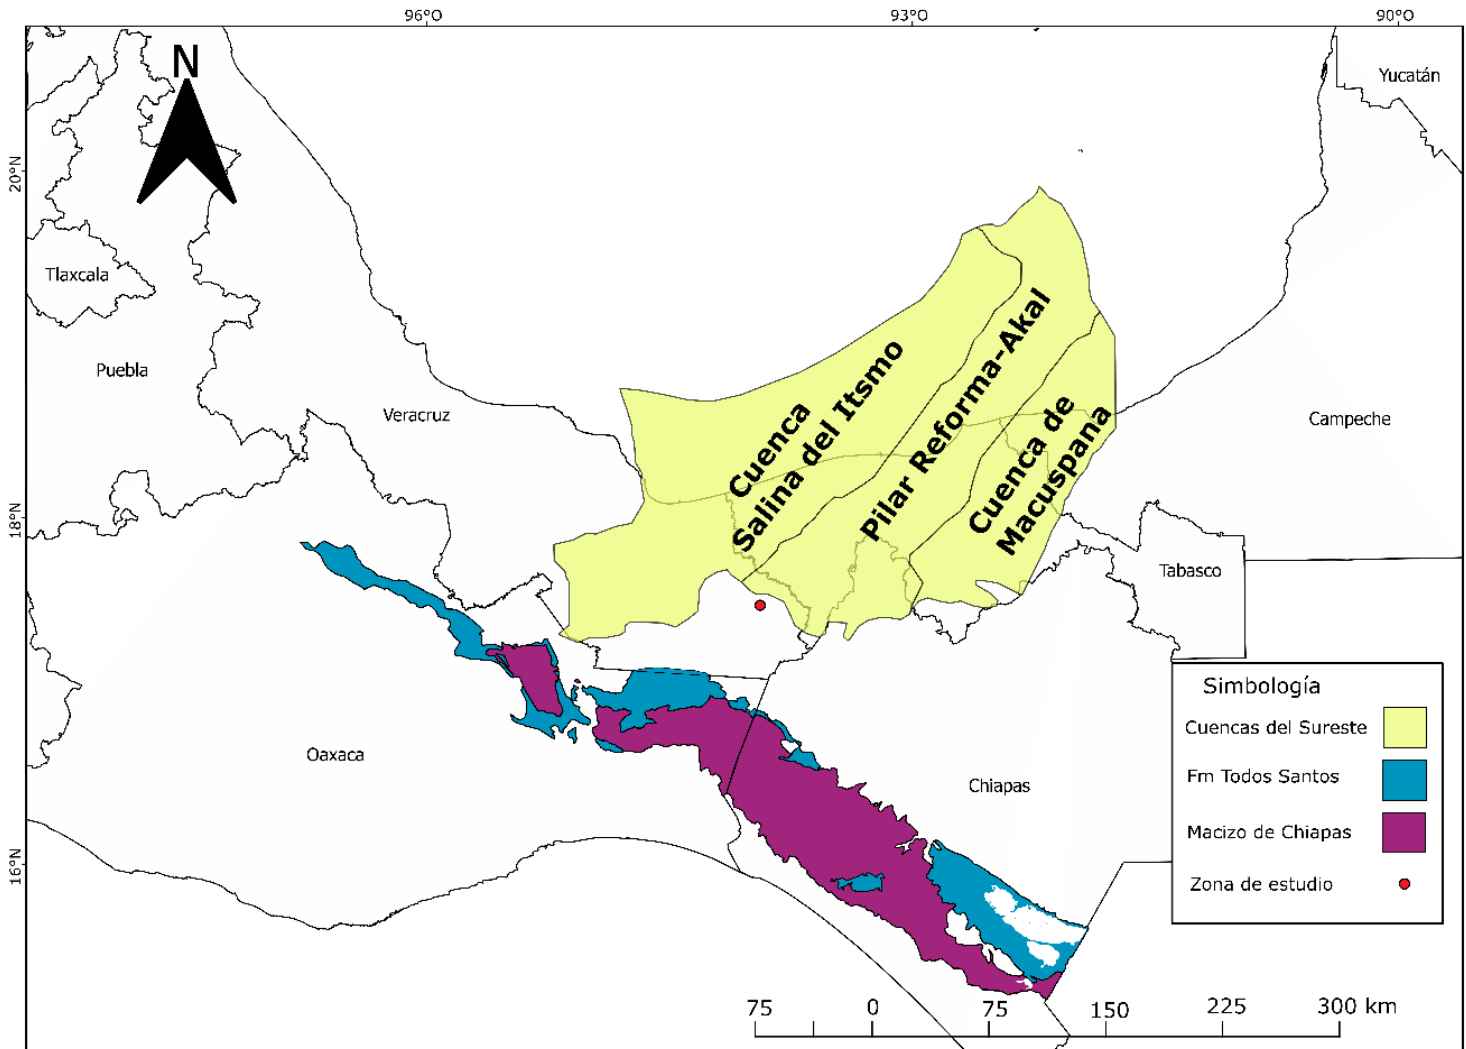 96°O
93°O
90°O
N
Yucatán
20°N
Tlaxcala
Puebla
Veracruz
Campeche
Cuenca
Salina del Itsmo
Pilar Reforma-Akal
Cuenca de
Macuspana
18°N
Tabasco
Oaxaca
Chiapas
16°N
Simbología
Cuencas del Sureste
Fm Todos Santos
Macizo de Chiapas
Zona de estudio
75 0 75 150 225 300 km